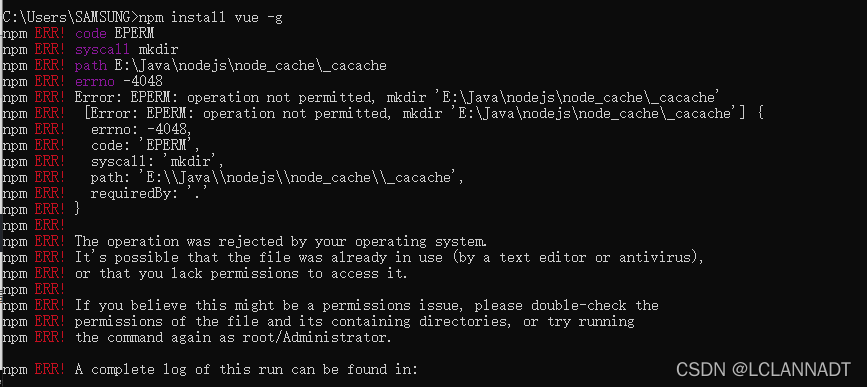 C:\Users\SAMSUNG>npm install vue -g
npm ERR! code EPERM
npm ERR! syscall mkdir
npm ERR! path E:\Java\nodejs\node_cache\_cacache
npm ERR! errno -4048
npm ERR! Error: EPERM: operation not permitted, mkdir 'E:\Java\nodejs\node_cache\_cacache'
npm ERR!  [Error: EPERM: operation not permitted, mkdir 'E:\Java\nodejs\node_cache\_cacache'] {
npm ERR!   errno: -4048,
npm ERR!   code: 'EPERM',
npm ERR!   syscall: 'mkdir',
npm ERR!   path: 'E:\\Java\\nodejs\\node_cache\\_cacache',
npm ERR!   requiredBy: '.'
npm ERR! }
npm ERR!
npm ERR! The operation was rejected by your operating system.
npm ERR! It's possible that the file was already in use (by a text editor or antivirus),
npm ERR! or that you lack permissions to access it.
npm ERR!
npm ERR! If you believe this might be a permissions issue, please double-check the
npm ERR! permissions of the file and its containing directories, or try running
npm ERR! the command again as root/Administrator.
npm ERR! A complete log of this run can be found in:
CSDN @LCLANNADT